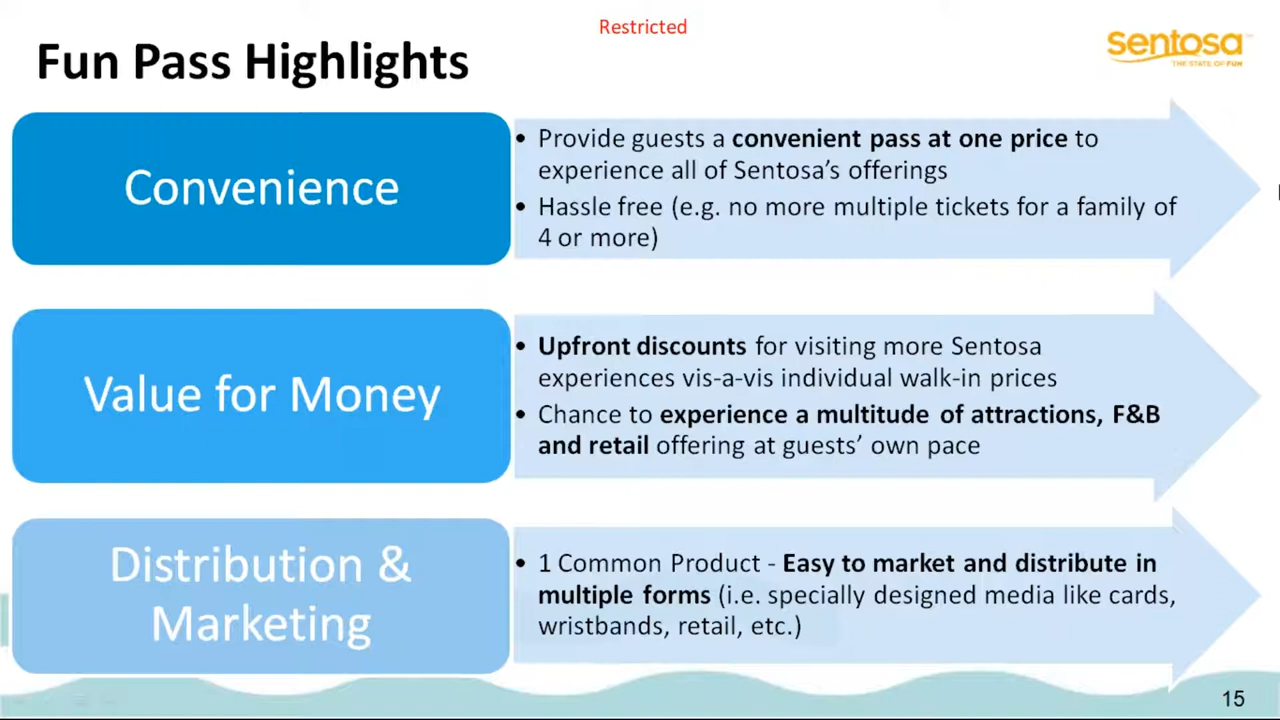 Restricted
Fun Pass Highlights
Sentosa
THE STATE OF FUN
Convenience
• Provide guests a convenient pass at one price to
experience all of Sentosa’s offerings
• Hassle free (e.g. no more multiple tickets for a family of
4 or more)
Value for Money
• Upfront discounts for visiting more Sentosa
experiences vis-a-vis individual walk-in prices
• Chance to experience a multitude of attractions, F&B
and retail offering at guests’ own pace
Distribution &
Marketing
• 1 Common Product - Easy to market and distribute in
multiple forms (i.e. specially designed media like cards,
wristbands, retail, etc.)
15